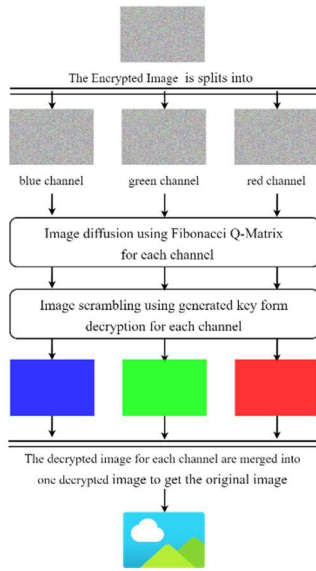 The Encrypted Image is splits into
blue channel green channel red channel
Image diffusion using Fibonacci Q-Matrix
for each channel
Image scrambling using generated key form
decryption for each channel
The decrypted image for each channel are merged into
one decrypted image to get the original image